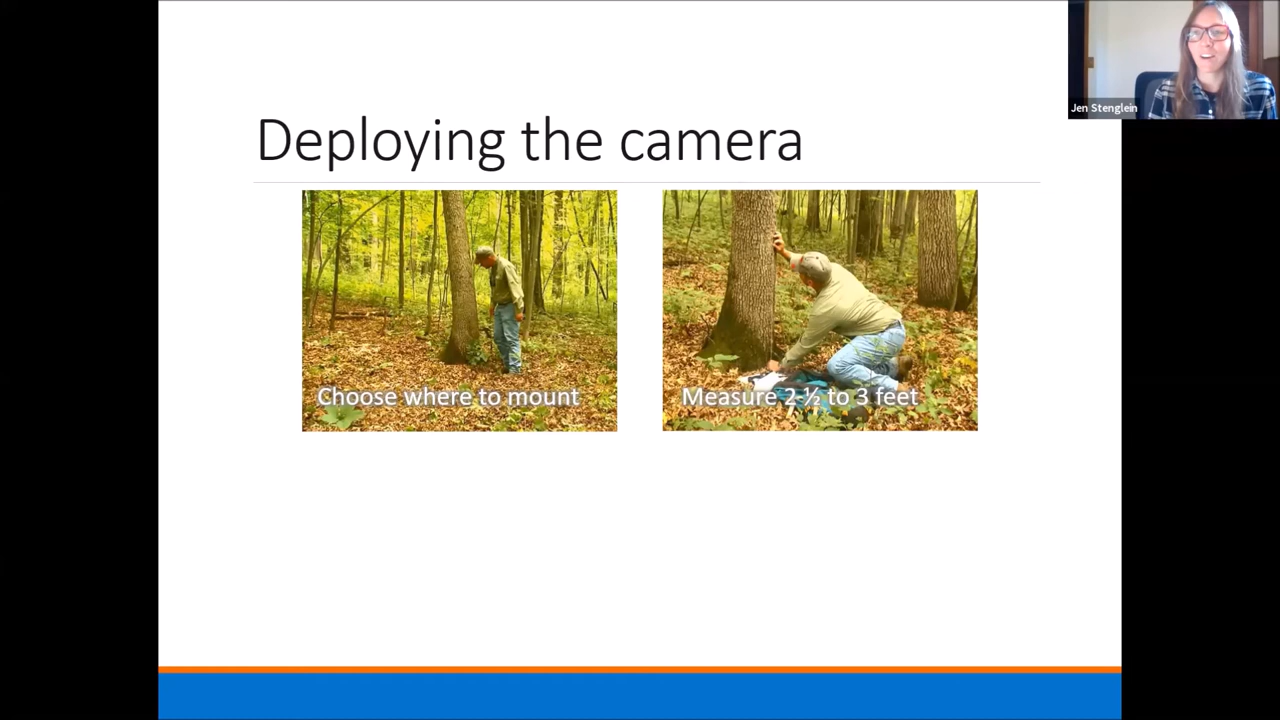 Deploying the camera
Jen Stenglein
Choose where to mount
Measure 2 ½ to 3 feet